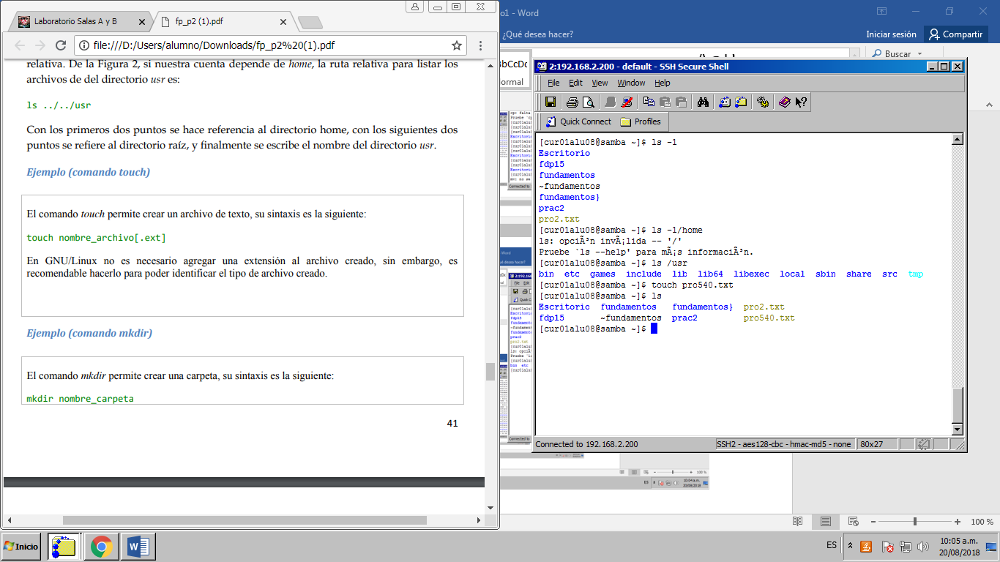 Laboratorio Salas A y B
fp_p2 (1).pdf
file:///D:/Users/alumno/Downloads/fp_p2%20(1).pdf
relativa. De la Figura 2, si nuestra cuenta depende de home, la ruta relativa para listar los
archivos de del directorio usr es:
ls ../../usr
Con los primeros dos puntos se hace referencia al directorio home, con los siguientes dos
puntos se refiere al directorio raíz, y finalmente se escribe el nombre del directorio usr.
Ejemplo (comando touch)
El comando touch permite crear un archivo de texto, su sintaxis es la siguiente:
touch nombre_archivo[.ext]
En GNU/Linux no es necesario agregar una extensión al archivo creado, sin embargo, es
recomendable hacerlo para poder identificar el tipo de archivo creado.
Ejemplo (comando mkdir)
El comando mkdir permite crear una carpeta, su sintaxis es la siguiente:
mkdir nombre_carpeta
41
o1 - Word
¿Qué desea hacer?
Iniciar sesión
Compartir
Buscar
2:192.168.2.200 - default - SSH Secure Shell
File Edit View Window Help
Quick Connect Profiles
[cur01alu08@samba ~]$ ls -1
Escritorio
fdp15
fundamentos
~fundamentos
fundamentos}
prac2
pro2.txt
[cur01alu08@samba ~]$ ls -1/home
ls: opciÃ³n invÃ¡lida -- '/'
Pruebe `ls --help' para mÃ¡s informaciÃ³n.
[cur01alu08@samba ~]$ ls /usr
bin etc games include lib lib64 libexec local sbin share src tmp
[cur01alu08@samba ~]$ touch pro540.txt
[cur01alu08@samba ~]$ ls
Escritorio fundamentos fundamentos} pro2.txt
fdp15 ~fundamentos prac2 pro540.txt
[cur01alu08@samba ~]$
Connected to 192.168.2.200
SSH2 - aes128-cbc - hmac-md5 - none
80x27
100 %
Inicio
ES
10:05 a.m.
20/08/2018